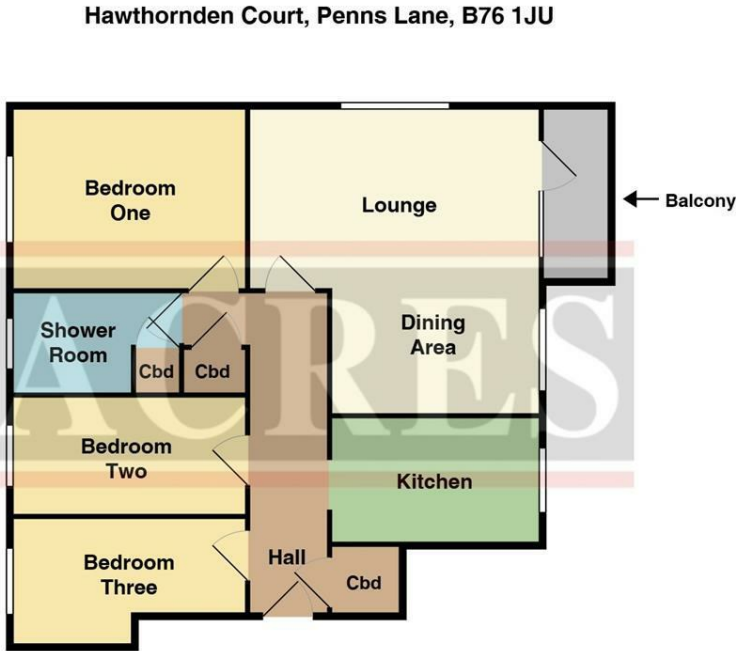 Hawthornden Court, Penns Lane, B76 1JU
Bedroom
One
Lounge
Balcony
Shower
Room
Cbd
Cbd
Dining
Area
ACRES
Bedroom
Two
Kitchen
Bedroom
Three
Hall
Cbd